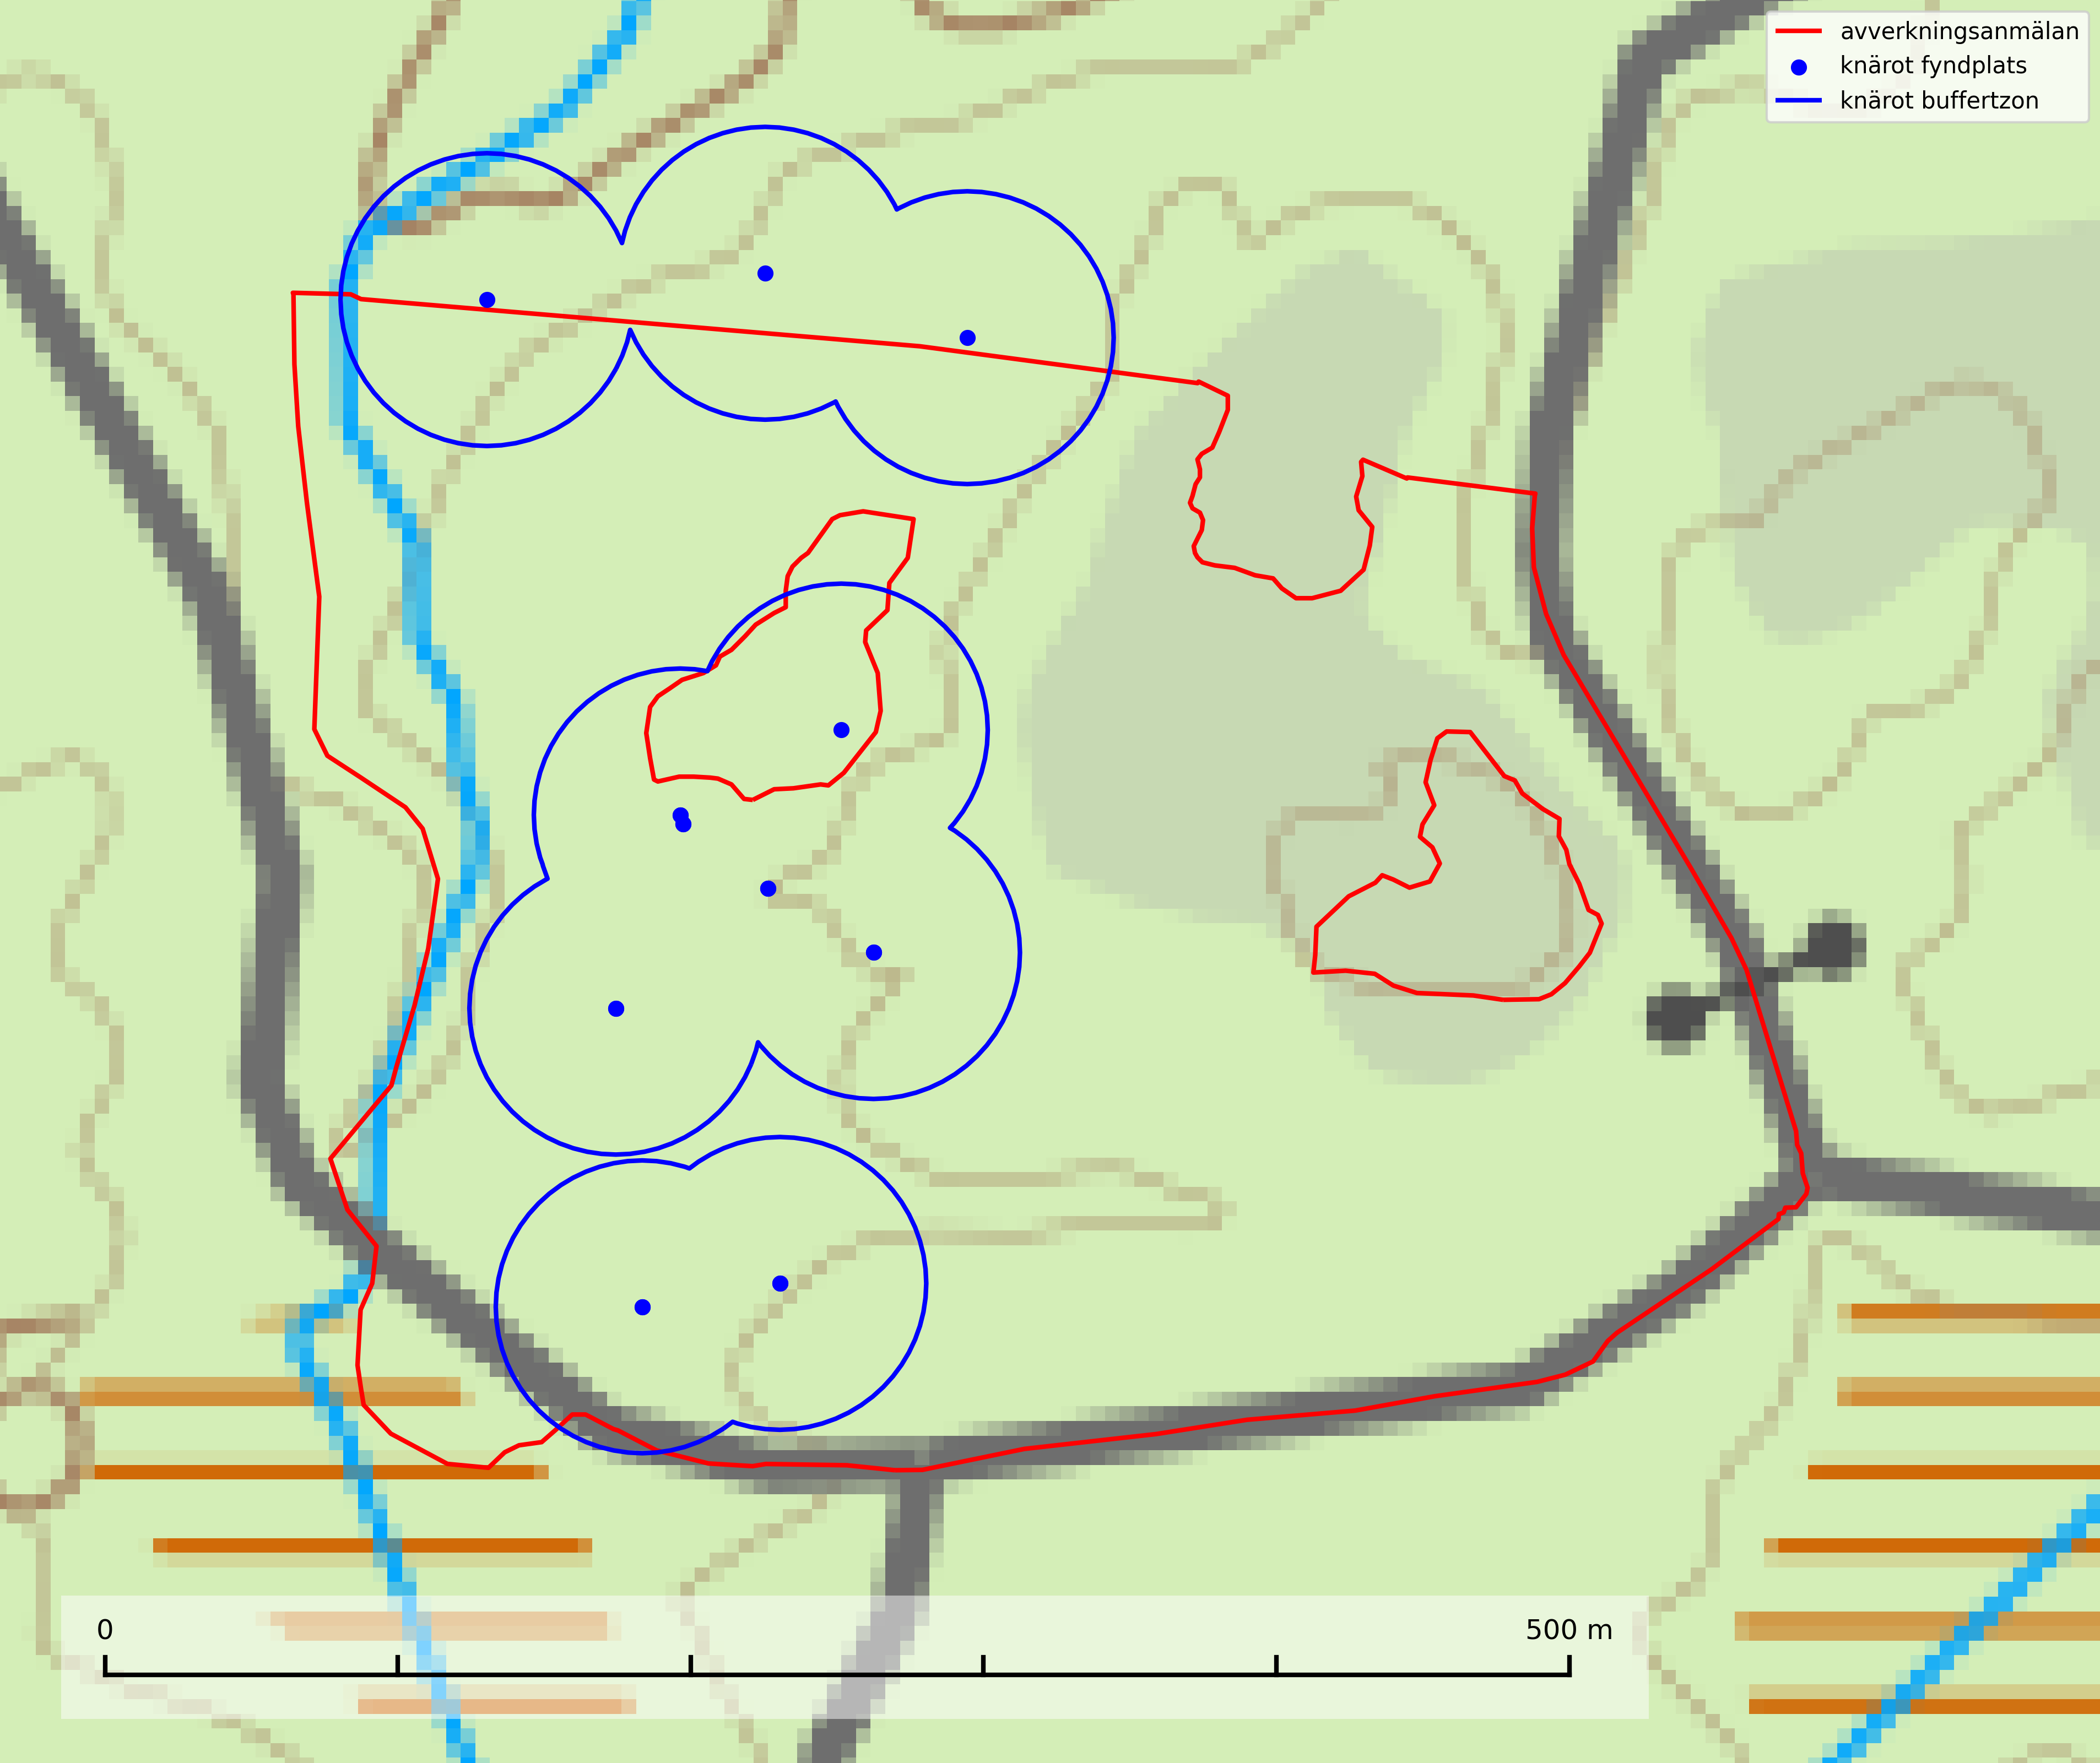 avverkningsanmälan
knärot fyndplats
knärot buffertzon
0
500 m